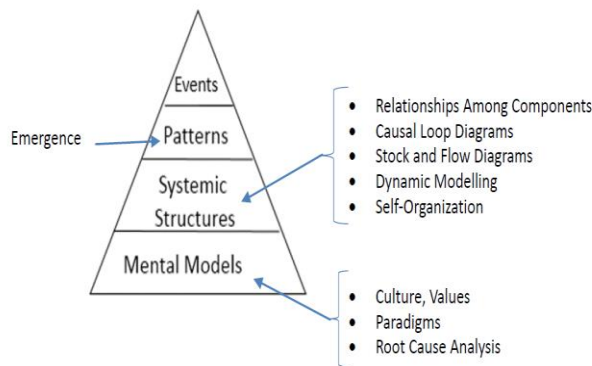 Events
Emergence
Patterns
Systemic
Structures
Mental Models
• Relationships Among Components
• Causal Loop Diagrams
• Stock and Flow Diagrams
• Dynamic Modelling
• Self-Organization
• Culture, Values
• Paradigms
• Root Cause Analysis